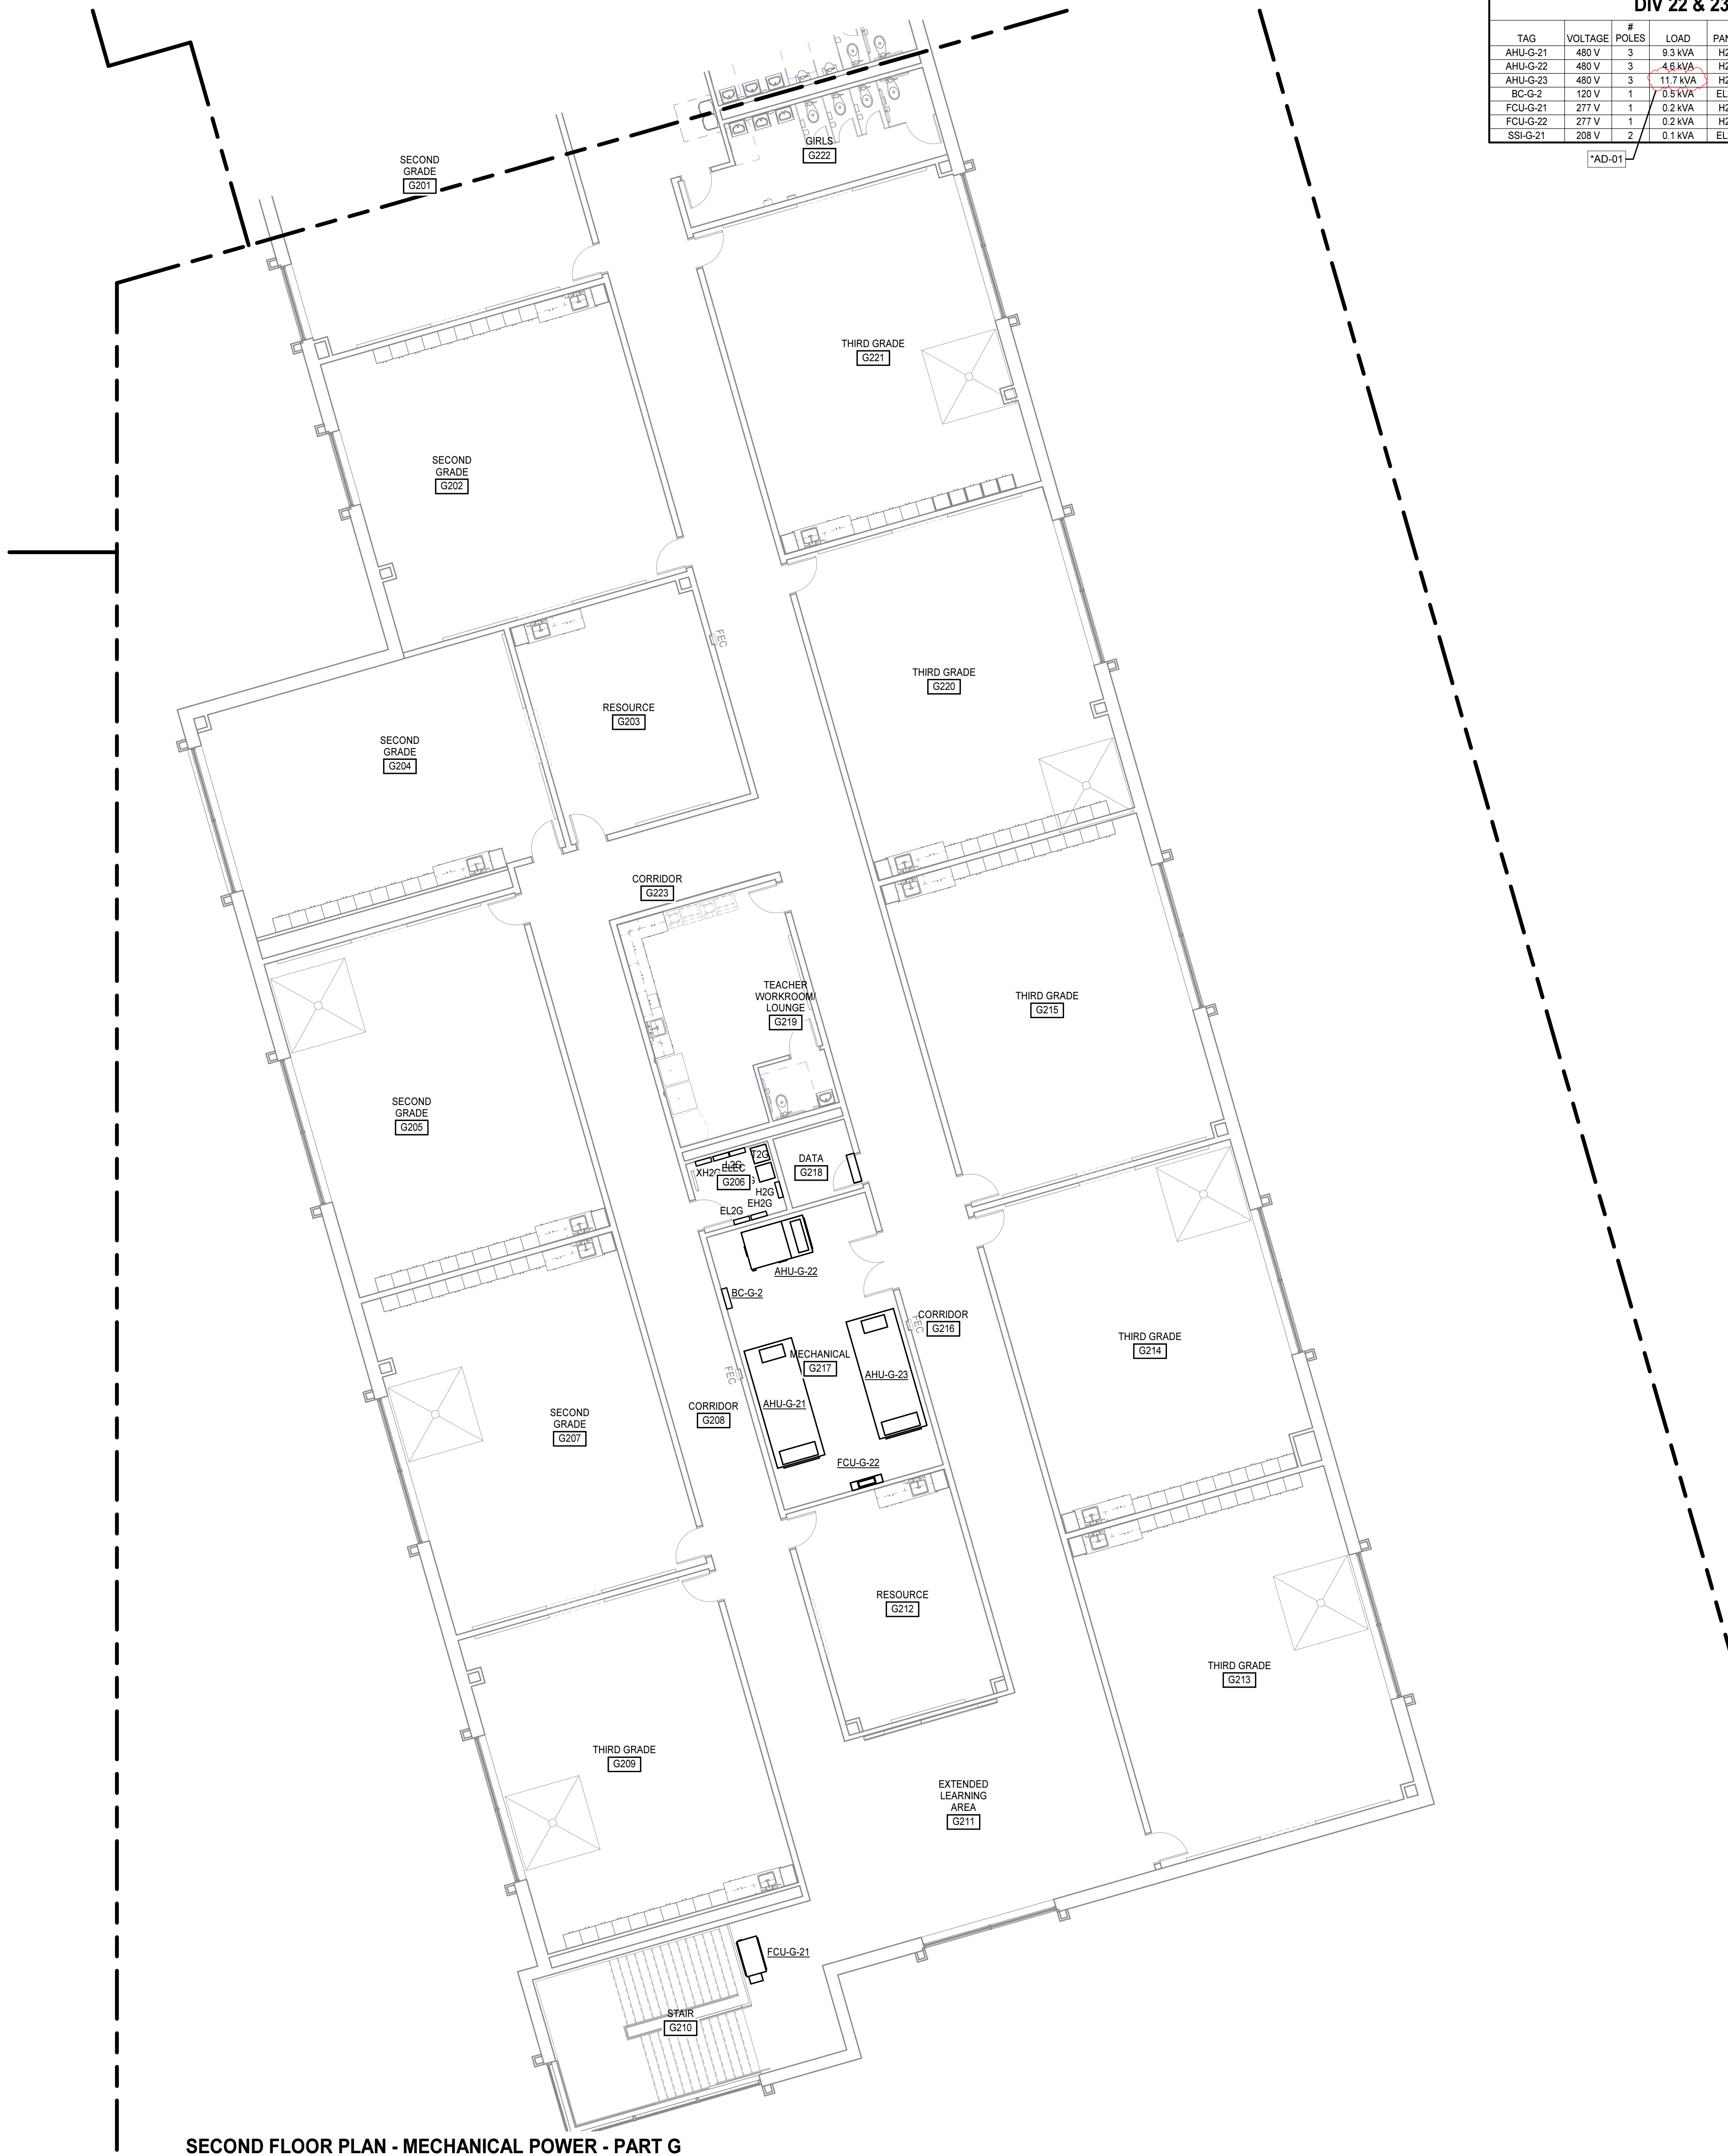 DIV 22 & 23
TAG VOLTAGE # POLES LOAD
AHU-G-21 480 V 3 9.3 kVA
AHU-G-22 480 V 3 4.6 kVA
AHU-G-23 480 V 3 11.7 kVA
BC-G-2 120 V 1 0.5 kVA
FCU-G-21 277 V 1 0.2 kVA
FCU-G-22 277 V 1 0.2 kVA
SSI-G-21 208 V 2 0.1 kVA
*AD-01
GIRLS
G222
SECOND
GRADE
G201
THIRD GRADE
G221
SECOND
GRADE
G202
FEC
THIRD GRADE
G220
RESOURCE
G203
SECOND
GRADE
G204
CORRIDOR
G223
TEACHER
WORKROOM/
LOUNGE
G219
THIRD GRADE
G215
SECOND
GRADE
G205
T2G
ELEC
G206
DATA
G218
H2G
EH2G
EL2G
AHU-G-22
BC-G-2
CORRIDOR
G216
FEC
THIRD GRADE
G214
MECHANICAL
G217
AHU-G-23
FEC
AHU-G-21
CORRIDOR
G208
SECOND
GRADE
G207
FCU-G-22
RESOURCE
G212
THIRD GRADE
G213
THIRD GRADE
G209
EXTENDED
LEARNING
AREA
G211
FCU-G-21
STAIR
G210
SECOND FLOOR PLAN - MECHANICAL POWER - PART G